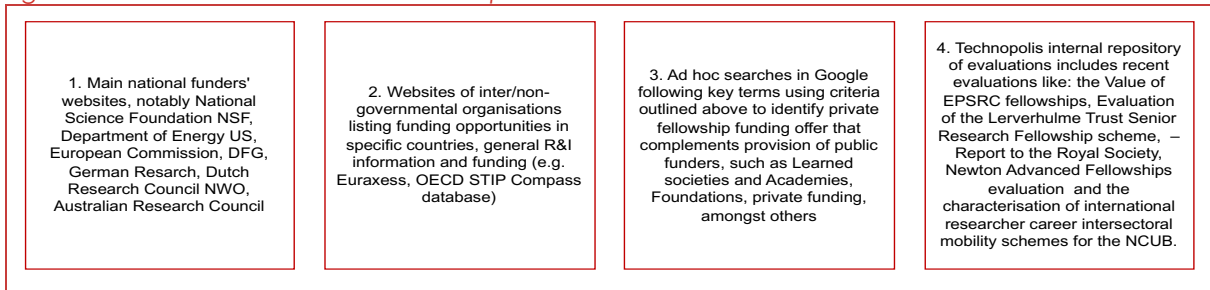 1. Main national funders'
websites, notably National
Science Foundation NSF,
Department of Energy US,
European Commission, DFG,
German Resarch, Dutch
Research Council NWO,
Australian Research Council
2. Websites of inter/non-
governmental organisations
listing funding opportunities in
specific countries, general R&I
information and funding (e.g.
Euraxess, OECD STIP Compass
database)
3. Ad hoc searches in Google
following key terms using criteria
outlined above to identify private
fellowship funding offer that
complements provision of public
funders, such as Learned
societies and Academies,
Foundations, private funding,
amongst others
4. Technopolis internal repository
of evaluations includes recent
evaluations like: the Value of
EPSRC fellowships, Evaluation
of the Lerverhulme Trust Senior
Research Fellowship scheme, –
Report to the Royal Society,
Newton Advanced Fellowships
evaluation and the
characterisation of international
researcher career intersectoral
mobility schemes for the NCUB.